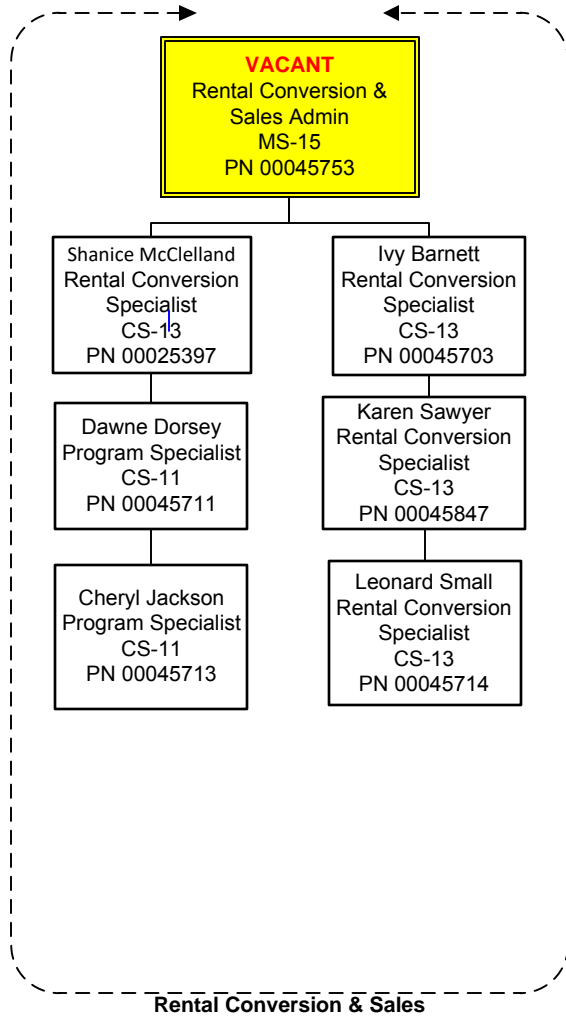 VACANT
Rental Conversion &
Sales Admin
MS-15
PN 00045753
Shanice McClelland
Rental Conversion
Specialist
CS-13
PN 00025397
Ivy Barnett
Rental Conversion
Specialist
CS-13
PN 00045703
Dawne Dorsey
Program Specialist
CS-11
PN 00045711
Karen Sawyer
Rental Conversion
Specialist
CS-13
PN 00045847
Cheryl Jackson
Program Specialist
CS-11
PN 00045713
Leonard Small
Rental Conversion
Specialist
CS-13
PN 00045714
Rental Conversion & Sales